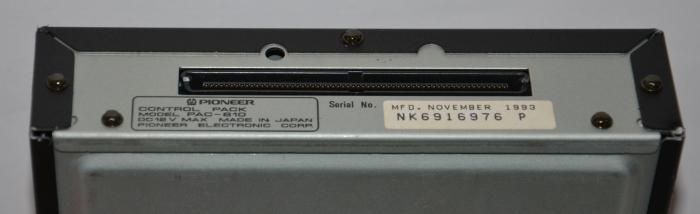 PIONEER
CONTROL PACK
MODEL PAC-S10
DC12V MAX MADE IN JAPAN
PIONEER ELECTRONIC CORP.
Serial No.
MFD. NOVEMBER 1993
NK6916976 P